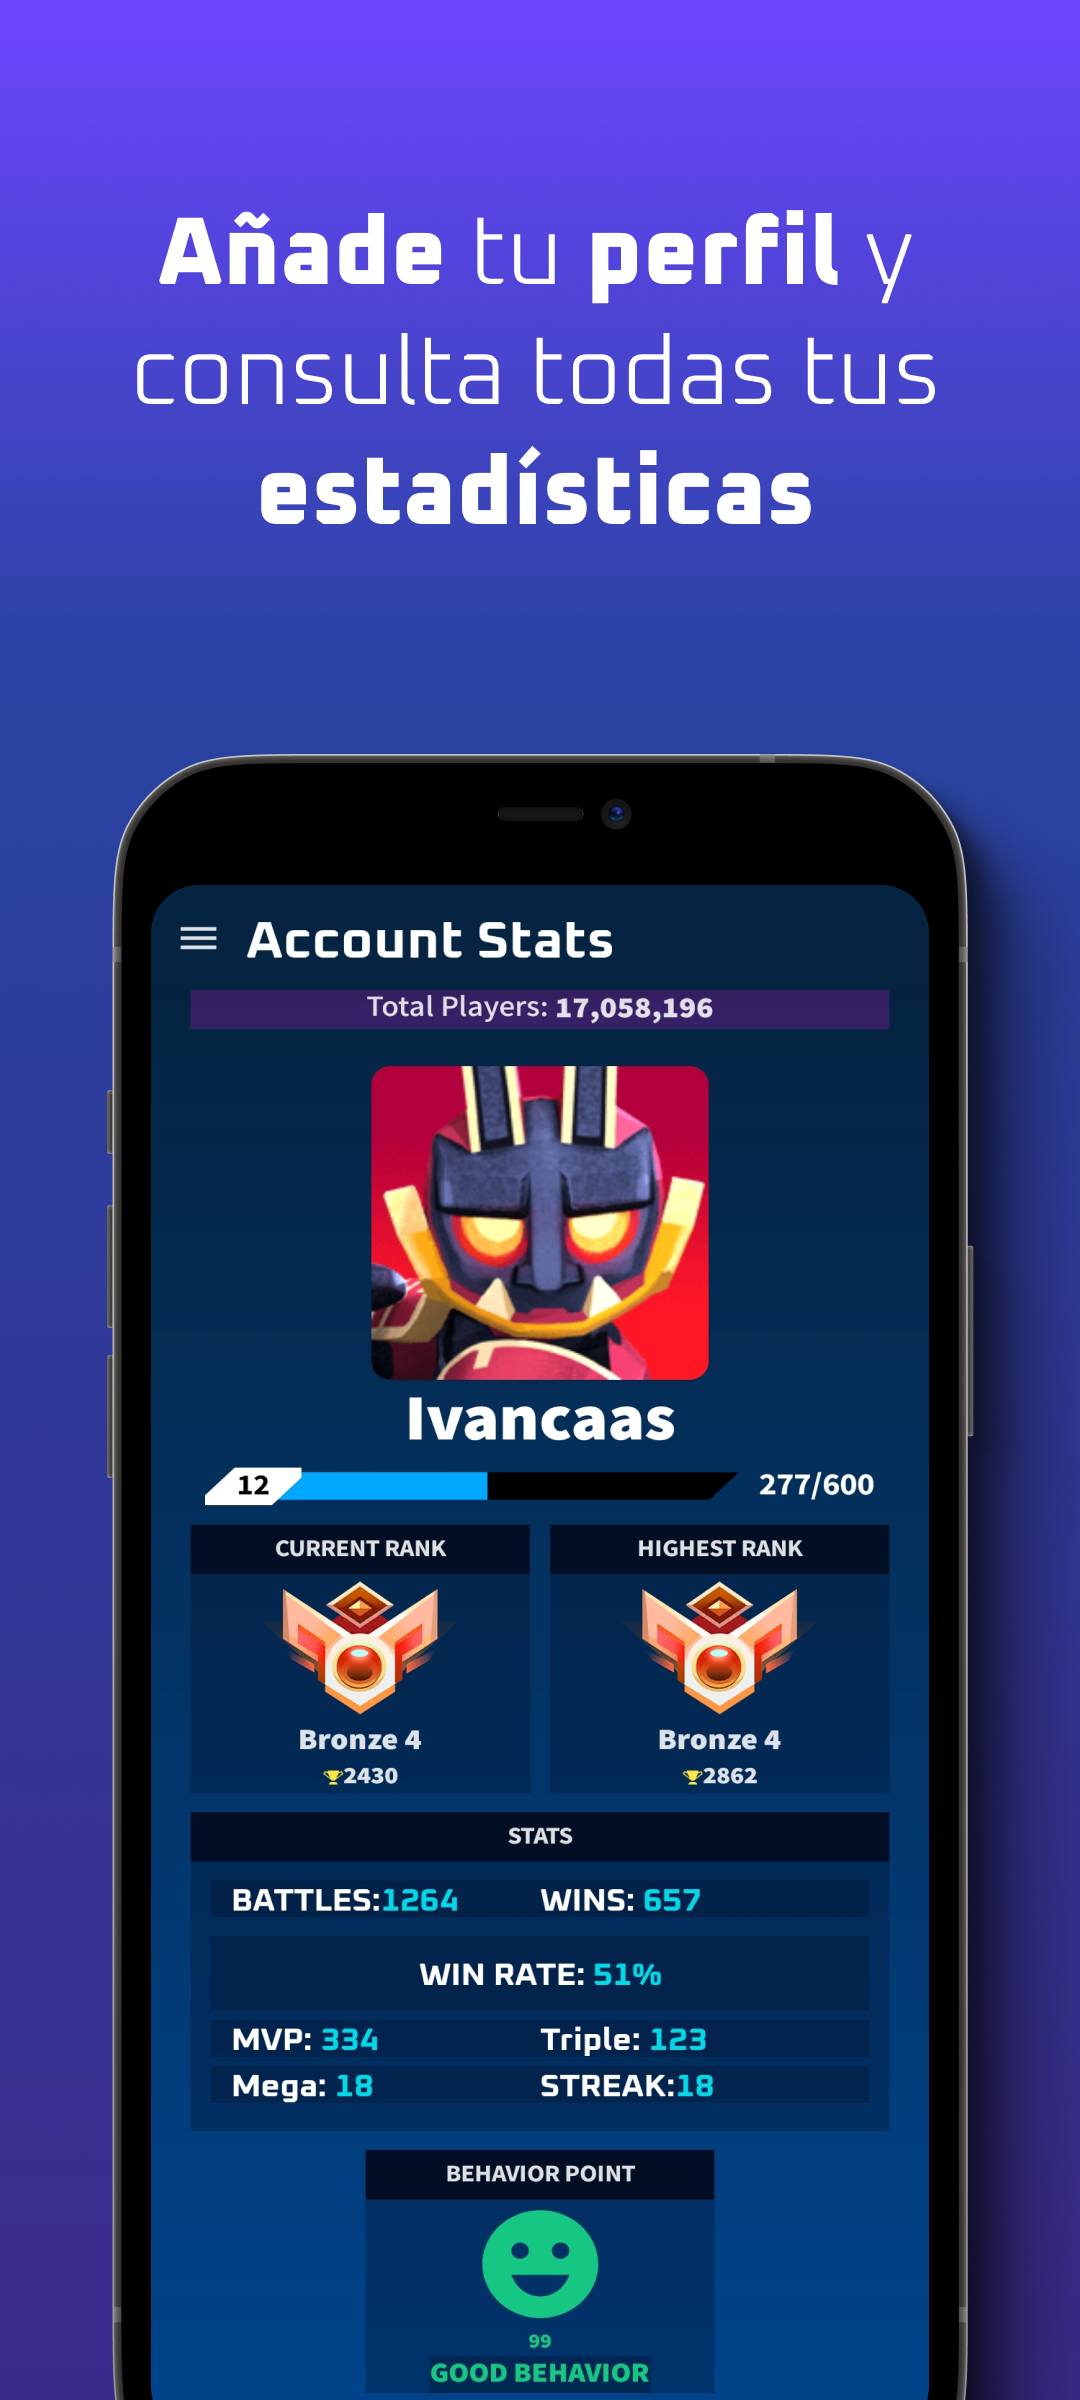 Añade tu perfil y
consulta todas tus
estadísticas
Account Stats
Total Players: 17,058,196
Ivancaas
12
277/600
CURRENT RANK
HIGHEST RANK
Bronze 4
2430
Bronze 4
2862
STATS
BATTLES:1264 WINS: 657
WIN RATE: 51%
MVP: 334 Triple: 123
Mega: 18 STREAK:18
BEHAVIOR POINT
99
GOOD BEHAVIOR